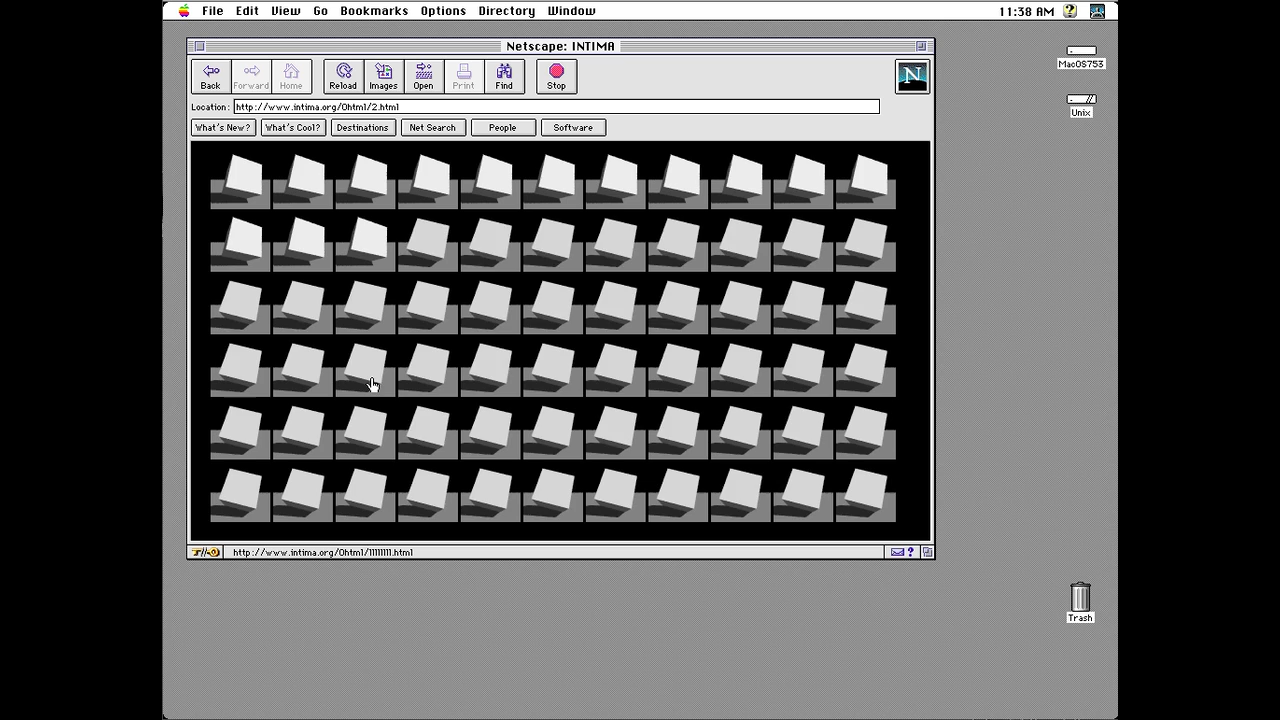 File Edit View Go Bookmarks Options Directory Window 11:38 AM
Netscape: INTIMA
Back Forward Home Reload Images Open Print Find Stop N
Location: http://www.intima.org/0html/2.html
What's New? What's Cool? Destinations Net Search People Software
http://www.intima.org/0html/11111111.html ?
MacOS753
Unix
Trash